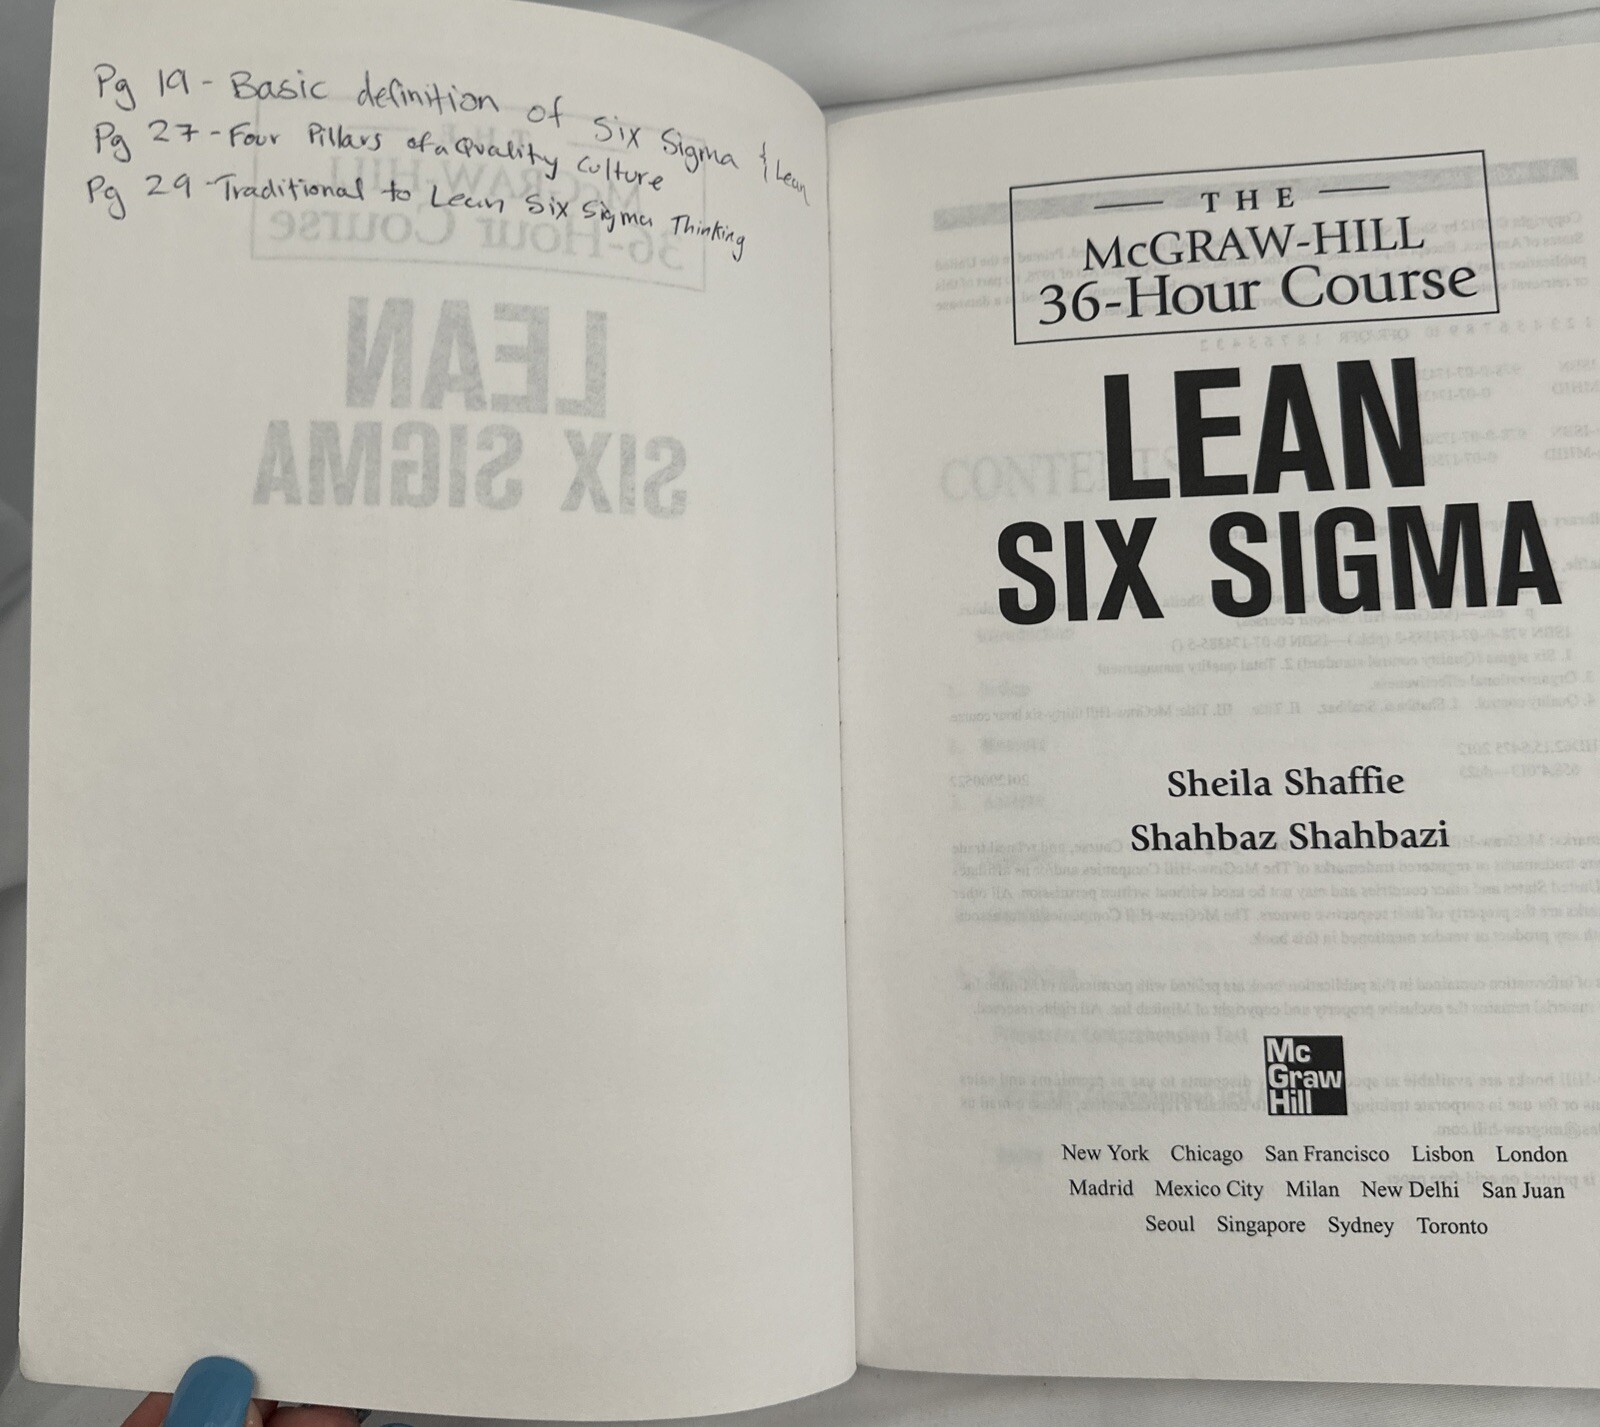 Pg 19 - Basic definition of Six Sigma & Lean
Pg 27 - Four Pillars of a Quality Culture
Pg 29 - Traditional to Lean Six Sigma Thinking
THE
McGRAW-HILL
36-Hour Course
LEAN
SIX SIGMA
Sheila Shaffie
Shahbaz Shahbazi
Mc
Graw
Hill
New York Chicago San Francisco Lisbon London
Madrid Mexico City Milan New Delhi San Juan
Seoul Singapore Sydney Toronto